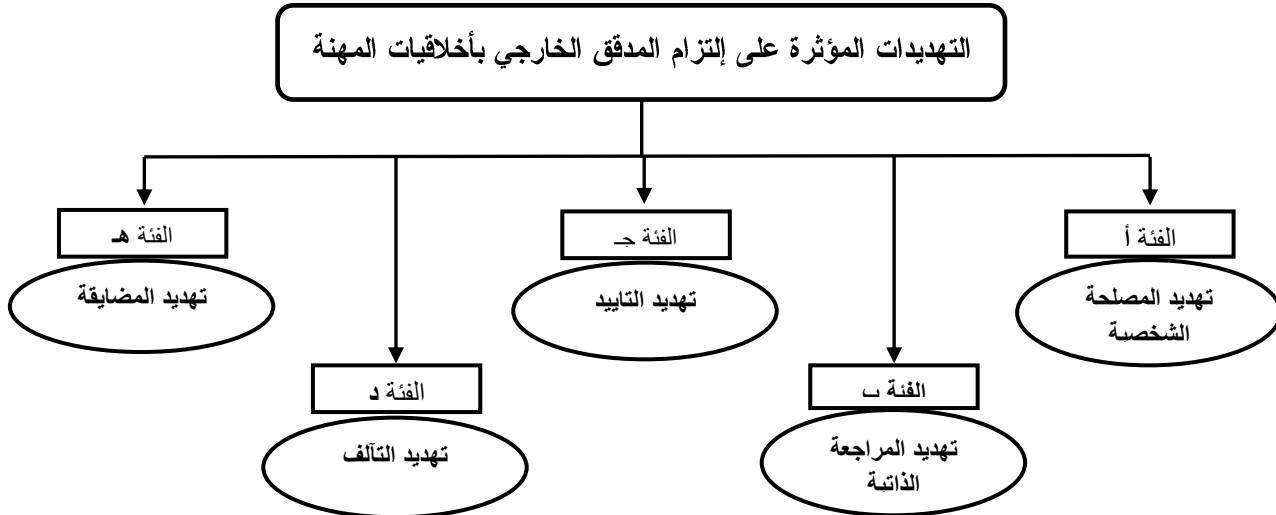 التهديدات المؤثرة على إلتزام المدقق الخارجي بأخلاقيات المهنة
الفئة أ
تهديد المصلحة
الشخصية
الفئة ب
تهديد المراجعة
الذاتية
الفئة جـ
تهديد التاييد
الفئة د
تهديد التآلف
الفئة هـ
تهديد المضايقة